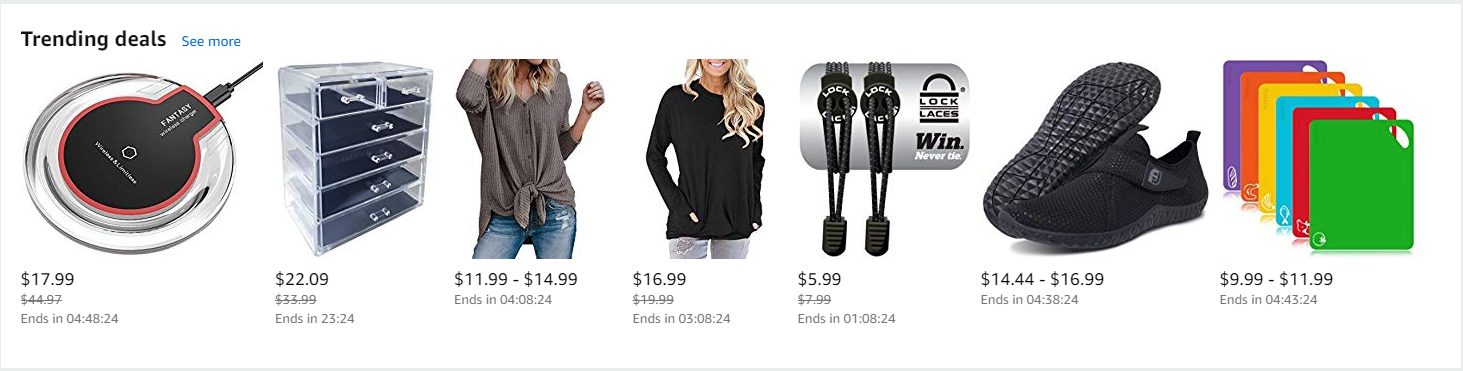 Trending deals See more
FANTASY
wireless charger
Wireless&Limitless
LOCK LOCK
LACES LACES
LOCK
LACES
®
Win.
Never tie.
$17.99
$44.97
Ends in 04:48:24
$22.09
$33.99
Ends in 23:24
$11.99 - $14.99
Ends in 04:08:24
$16.99
$19.99
Ends in 03:08:24
$5.99
$7.99
Ends in 01:08:24
$14.44 - $16.99
Ends in 04:38:24
$9.99 - $11.99
Ends in 04:43:24